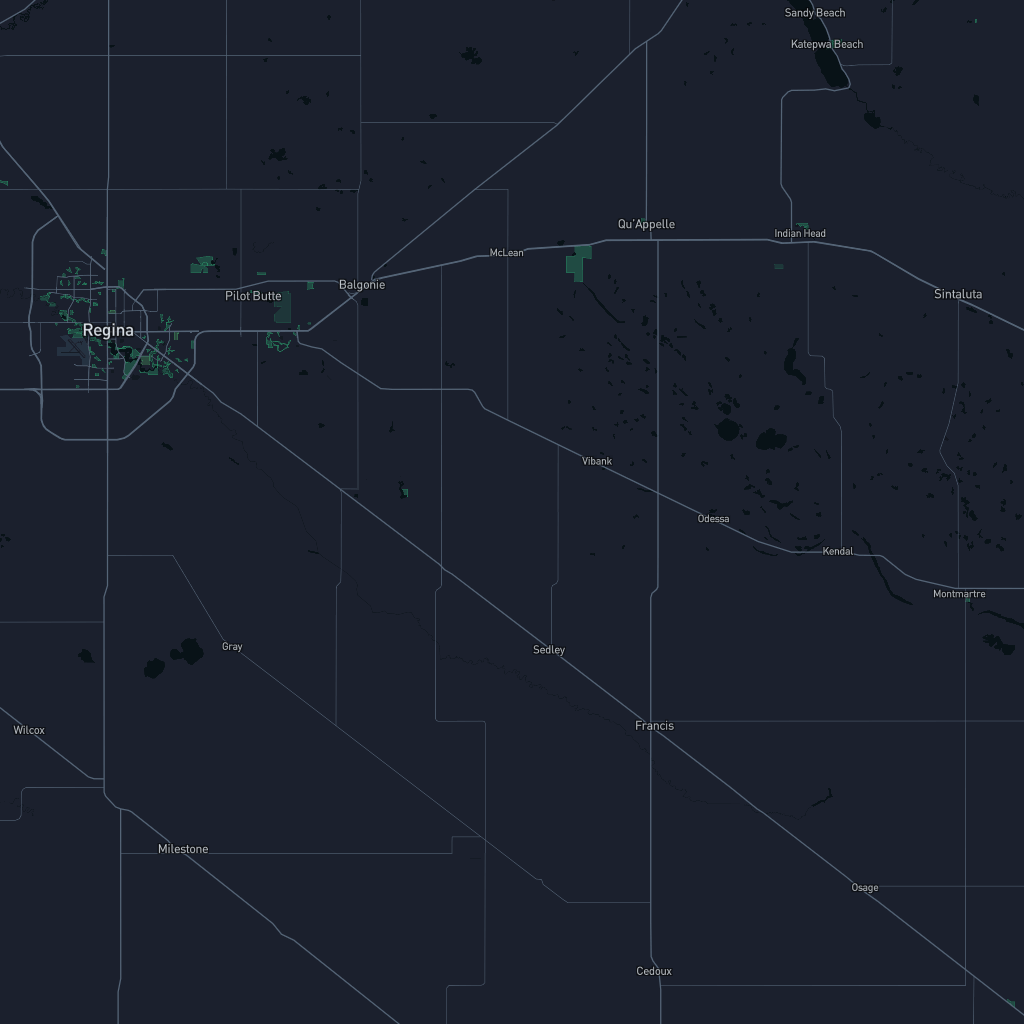 Sandy Beach
Katepwa Beach
Qu'Appelle
Indian Head
McLean
Balgonie
Pilot Butte
Sintaluta
Regina
Vibank
Odessa
Kendal
Montmartre
Gray
Sedley
Francis
Wilcox
Milestone
Osage
Cedoux